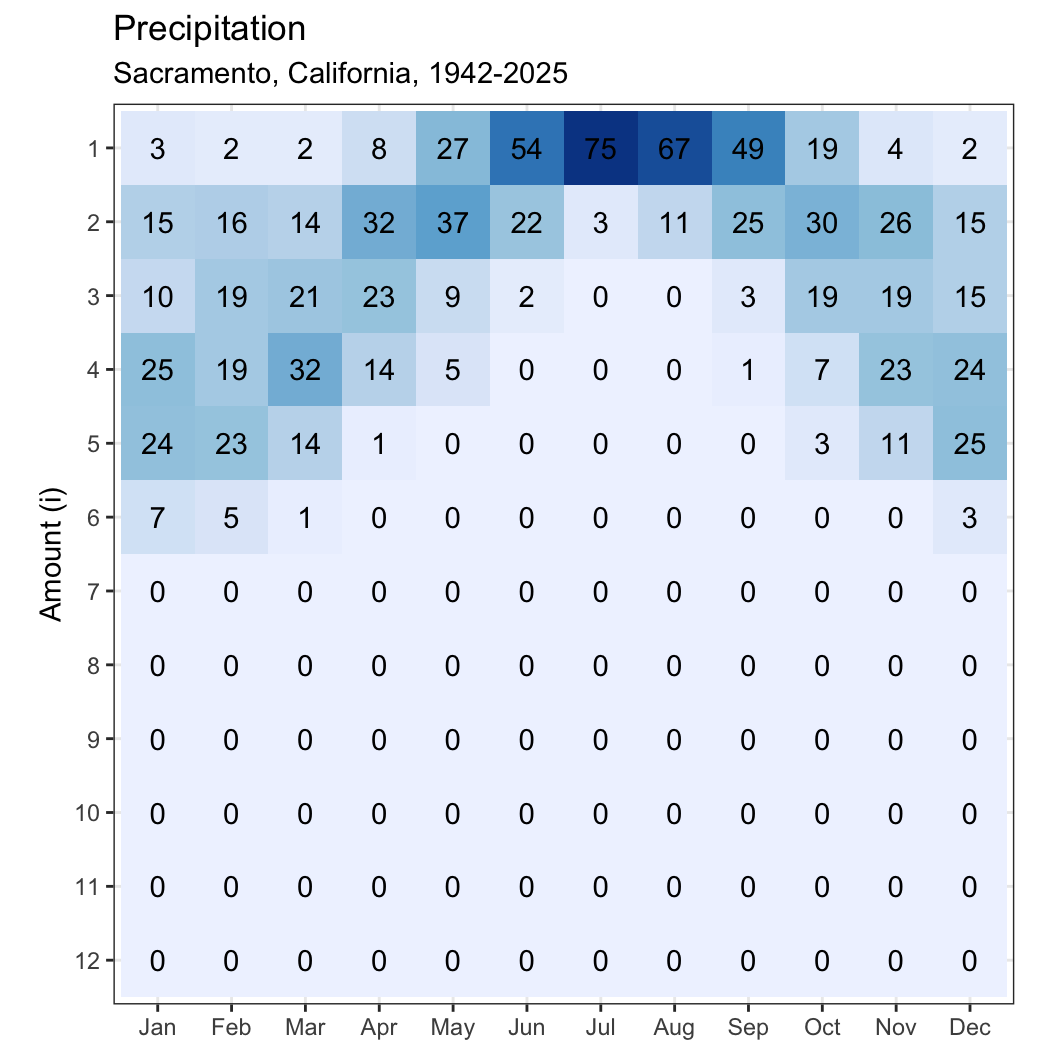 Precipitation
Sacramento, California, 1942-2025
Amount (i)
1 3 2 2 8 27 54 75 67 49 19 4 2
2 15 16 14 32 37 22 3 11 25 30 26 15
3 10 19 21 23 9 2 0 0 3 19 19 15
4 25 19 32 14 5 0 0 0 1 7 23 24
5 24 23 14 1 0 0 0 0 0 3 11 25
6 7 5 1 0 0 0 0 0 0 0 0 3
7 0 0 0 0 0 0 0 0 0 0 0 0
8 0 0 0 0 0 0 0 0 0 0 0 0
9 0 0 0 0 0 0 0 0 0 0 0 0
10 0 0 0 0 0 0 0 0 0 0 0 0
11 0 0 0 0 0 0 0 0 0 0 0 0
12 0 0 0 0 0 0 0 0 0 0 0 0
Jan Feb Mar Apr May Jun Jul Aug Sep Oct Nov Dec